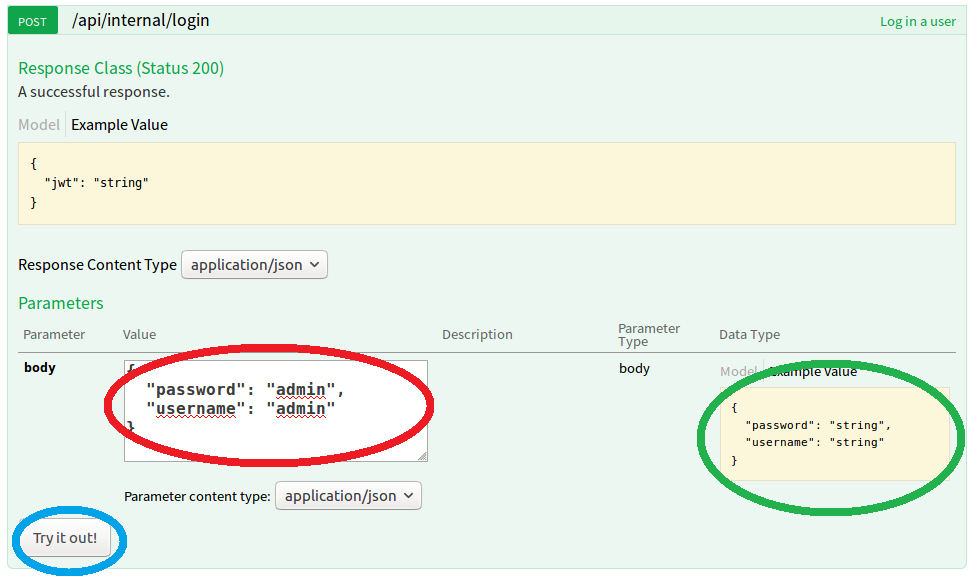 POST /api/internal/login Log in a user
Response Class (Status 200)
A successful response.
Model Example Value
{
"jwt": "string"
}
Response Content Type application/json
Parameters
Parameter Value Description Parameter Type Data Type
body { body Model Example Value
"password": "admin",
"username": "admin"
}
{
"password": "string",
"username": "string"
}
Parameter content type: application/json
Try it out!